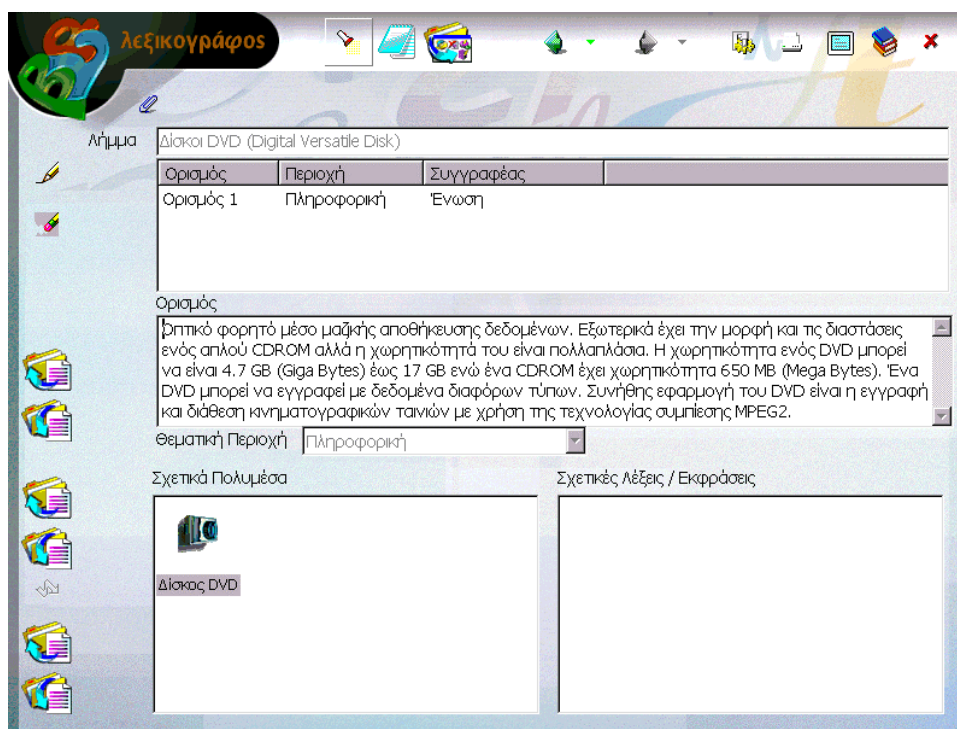 λεξικογράφος
Λήμμα
Δίσκοι DVD (Digital Versatile Disk)
Ορισμός Περιοχή Συγγραφέας
Ορισμός 1 Πληροφορική Ένωση
Ορισμός
Οπτικό φορητό μέσο μαζικής αποθήκευσης δεδομένων. Εξωτερικά έχει την μορφή και τις διαστάσεις
ενός απλού CDROM αλλά η χωρητικότητά του είναι πολλαπλάσια. Η χωρητικότητα ενός DVD μπορεί
να είναι 4.7 GB (Giga Bytes) έως 17 GB ενώ ένα CDROM έχει χωρητικότητα 650 MB (Mega Bytes). Ένα
DVD μπορεί να εγγραφεί με δεδομένα διαφόρων τύπων. Συνήθης εφαρμογή του DVD είναι η εγγραφή
και διάθεση κινηματογραφικών ταινιών με χρήση της τεχνολογίας συμπίεσης MPEG2.
Θεματική Περιοχή Πληροφορική
Σχετικά Πολυμέσα Σχετικές Λέξεις / Εκφράσεις
Δίσκος DVD